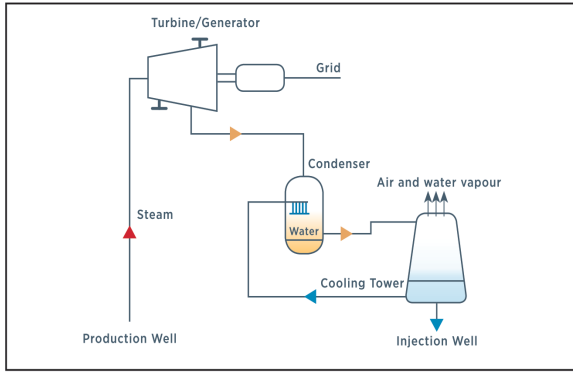 Turbine/Generator
Grid
Condenser
Air and water vapour
Steam
Water
Cooling Tower
Production Well
Injection Well